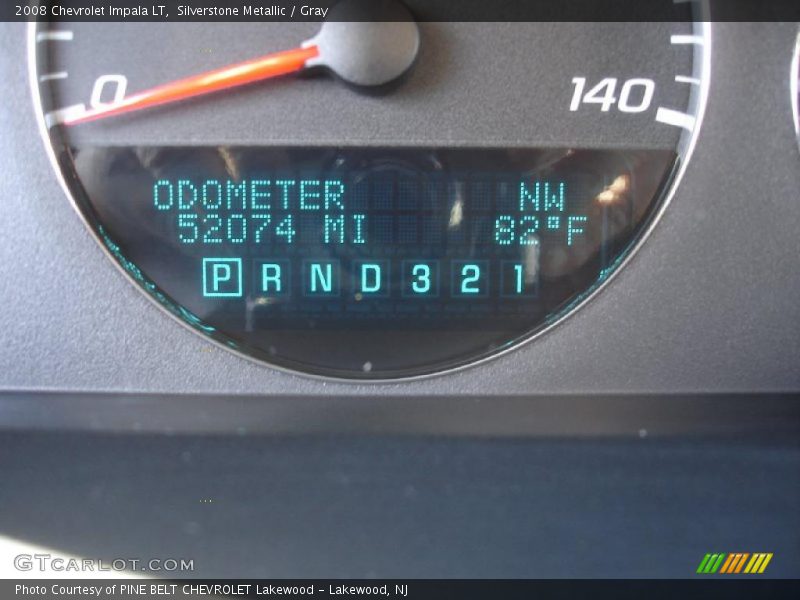 2008 Chevrolet Impala LT, Silverstone Metallic / Gray
0
140
ODOMETER NW
52074 MI 82°F
P R N D 3 2 1
GTCARLOT.COM
Photo Courtesy of PINE BELT CHEVROLET Lakewood - Lakewood, NJ